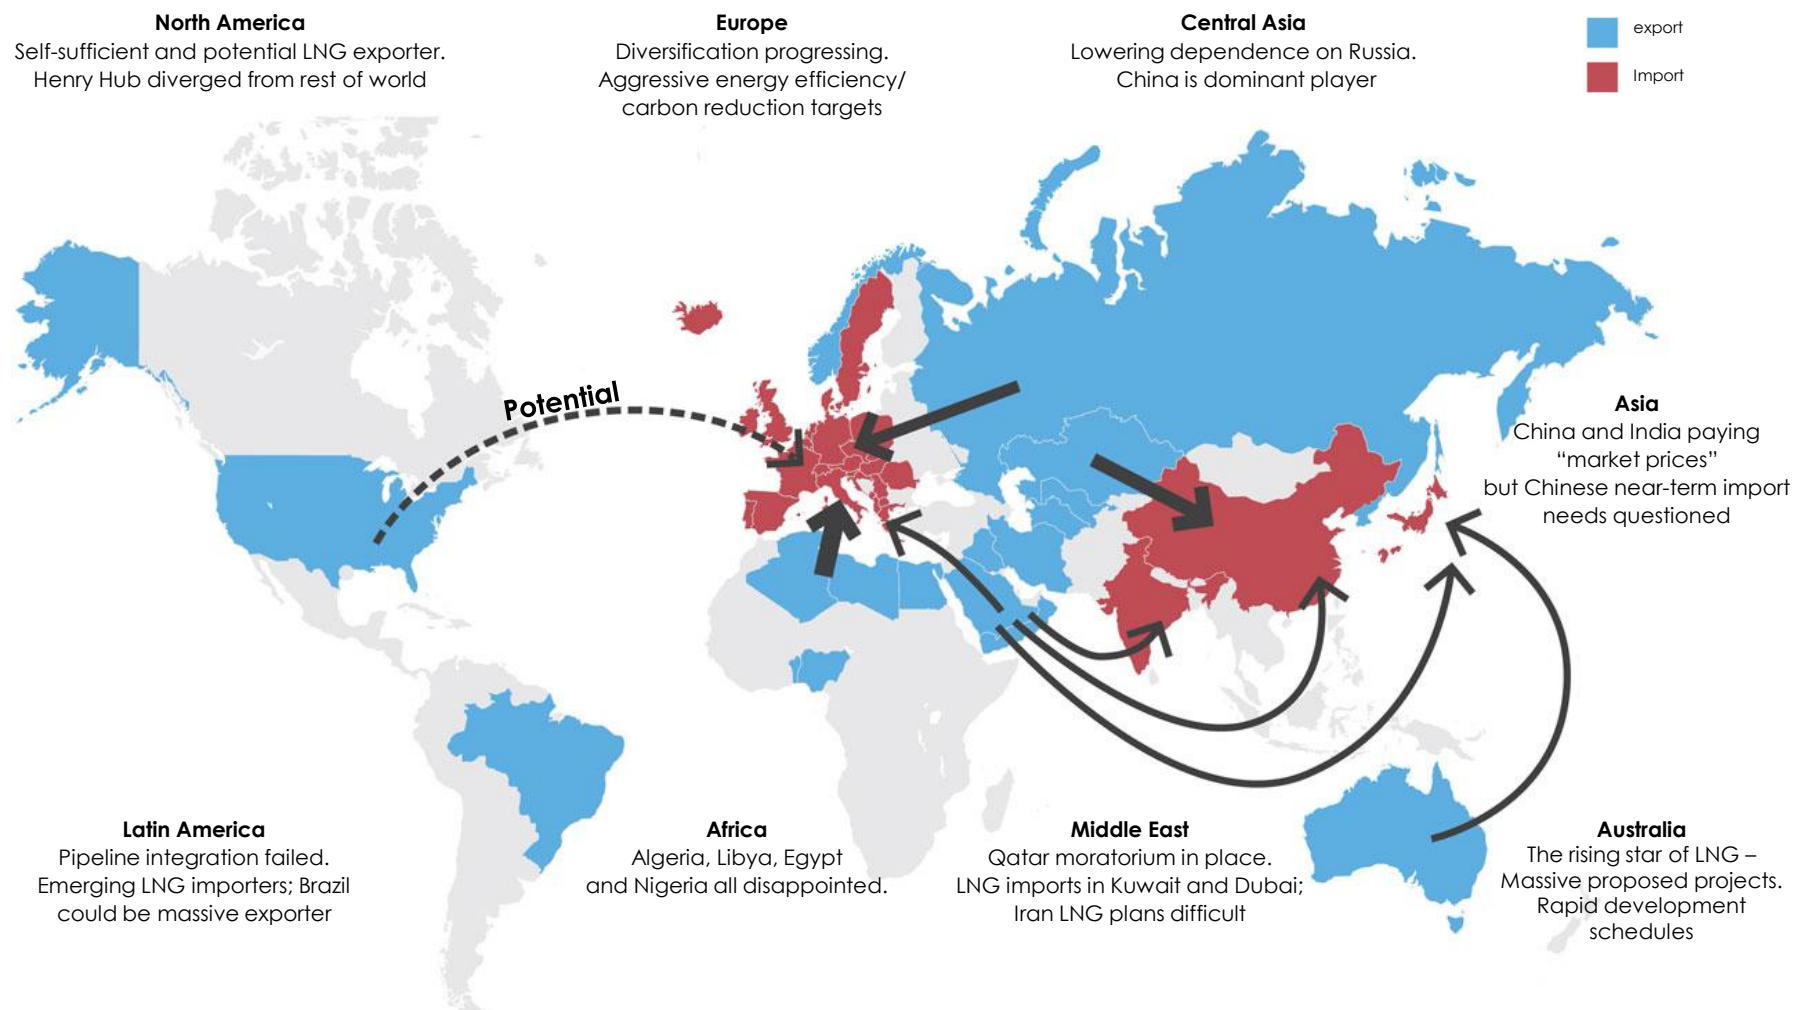 North America
Self-sufficient and potential LNG exporter.
Henry Hub diverged from rest of world
Europe
Diversification progressing.
Aggressive energy efficiency/
carbon reduction targets
Central Asia
Lowering dependence on Russia.
China is dominant player
export
Import
Potential
Asia
China and India paying
“market prices”
but Chinese near-term import
needs questioned
Latin America
Pipeline integration failed.
Emerging LNG importers; Brazil
could be massive exporter
Africa
Algeria, Libya, Egypt
and Nigeria all disappointed.
Middle East
Qatar moratorium in place.
LNG imports in Kuwait and Dubai;
Iran LNG plans difficult
Australia
The rising star of LNG –
Massive proposed projects.
Rapid development
schedules